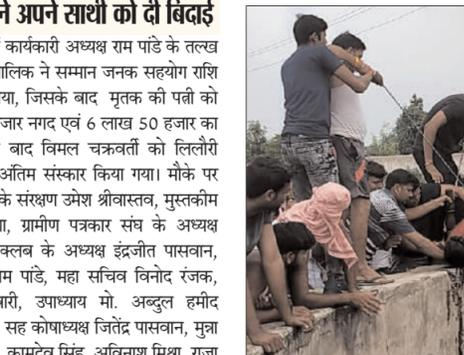 ने अपने साथी को दी बिदाई
कार्यकारी अध्यक्ष राम पांडे के तल्ख
मालिक ने सम्मान जनक सहयोग राशि
जिसके बाद मृतक की पत्नी को
नगद एवं 6 लाख 50 हजार का
बाद विमल चक्रवर्ती को लिलौरी
अंतिम संस्कार किया गया। मौके पर
के संरक्षण उमेश श्रीवास्तव, मुस्तकीम
ग्रामीण पत्रकार संघ के अध्यक्ष
क्लब के अध्यक्ष इंद्रजीत पासवान,
पांडे, महा सचिव विनोद रंजक,
उपाध्याय मो. अब्दुल हमीद
सह कोषाध्यक्ष जितेंद्र पासवान, मुन्ना
कामदेव सिंह, अविनाश मिश्रा, राजा